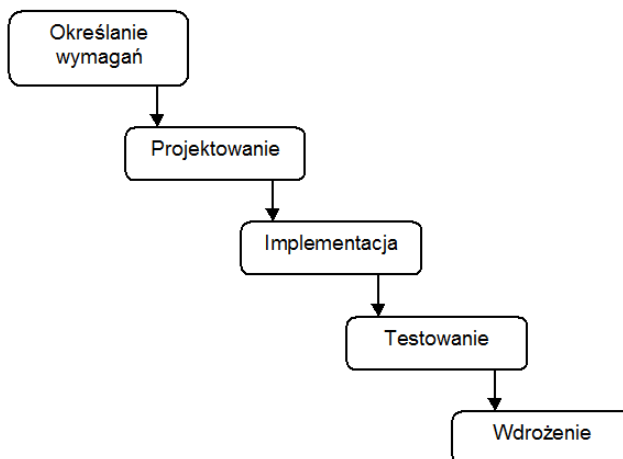 Określanie
wymagań
Projektowanie
Implementacja
Testowanie
Wdrożenie